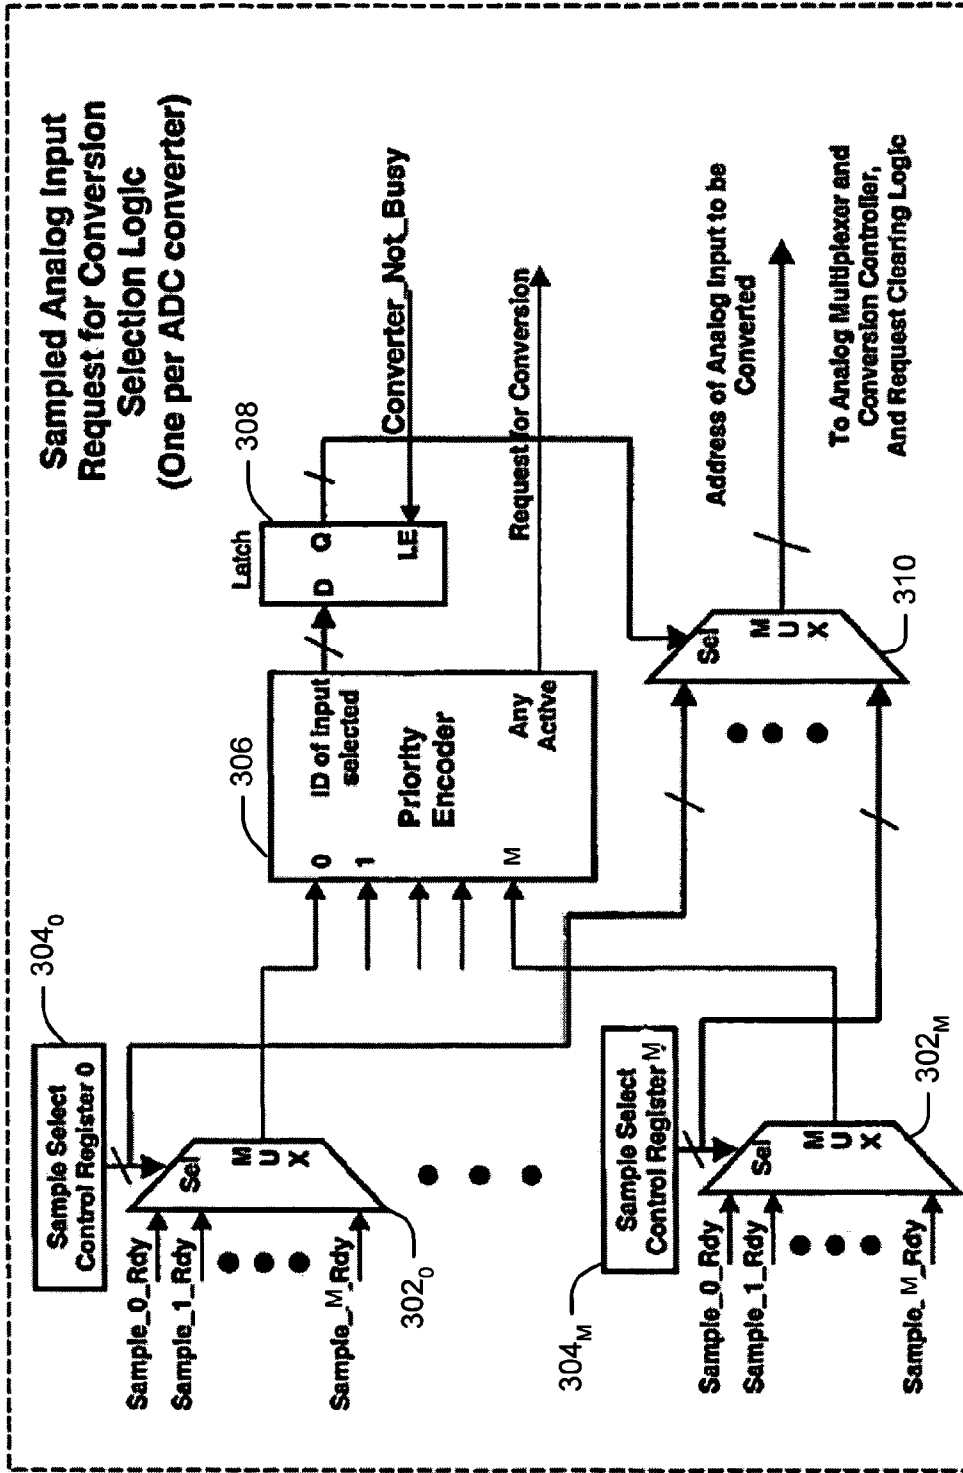 Sampled Analog Input
Request for Conversion
Selection Logic
(One per ADC converter)
304₀
Sample Select
Control Register 0
Sample_0_Rdy
Sample_1_Rdy
Sample_M_Rdy
Sel
M
U
X
302₀
306
0
1
M
ID of Input
selected
Priority
Encoder
Any
Active
Latch
308
D
Q
LE
Converter_Not_Busy
Request for Conversion
304M
Sample Select
Control Register M
Sample_0_Rdy
Sample_1_Rdy
Sample_M_Rdy
Sel
M
U
X
302M
Sel
M
U
X
310
Address of Analog Input to be
Converted
To Analog Multiplexer and
Conversion Controller,
And Request Clearing Logic